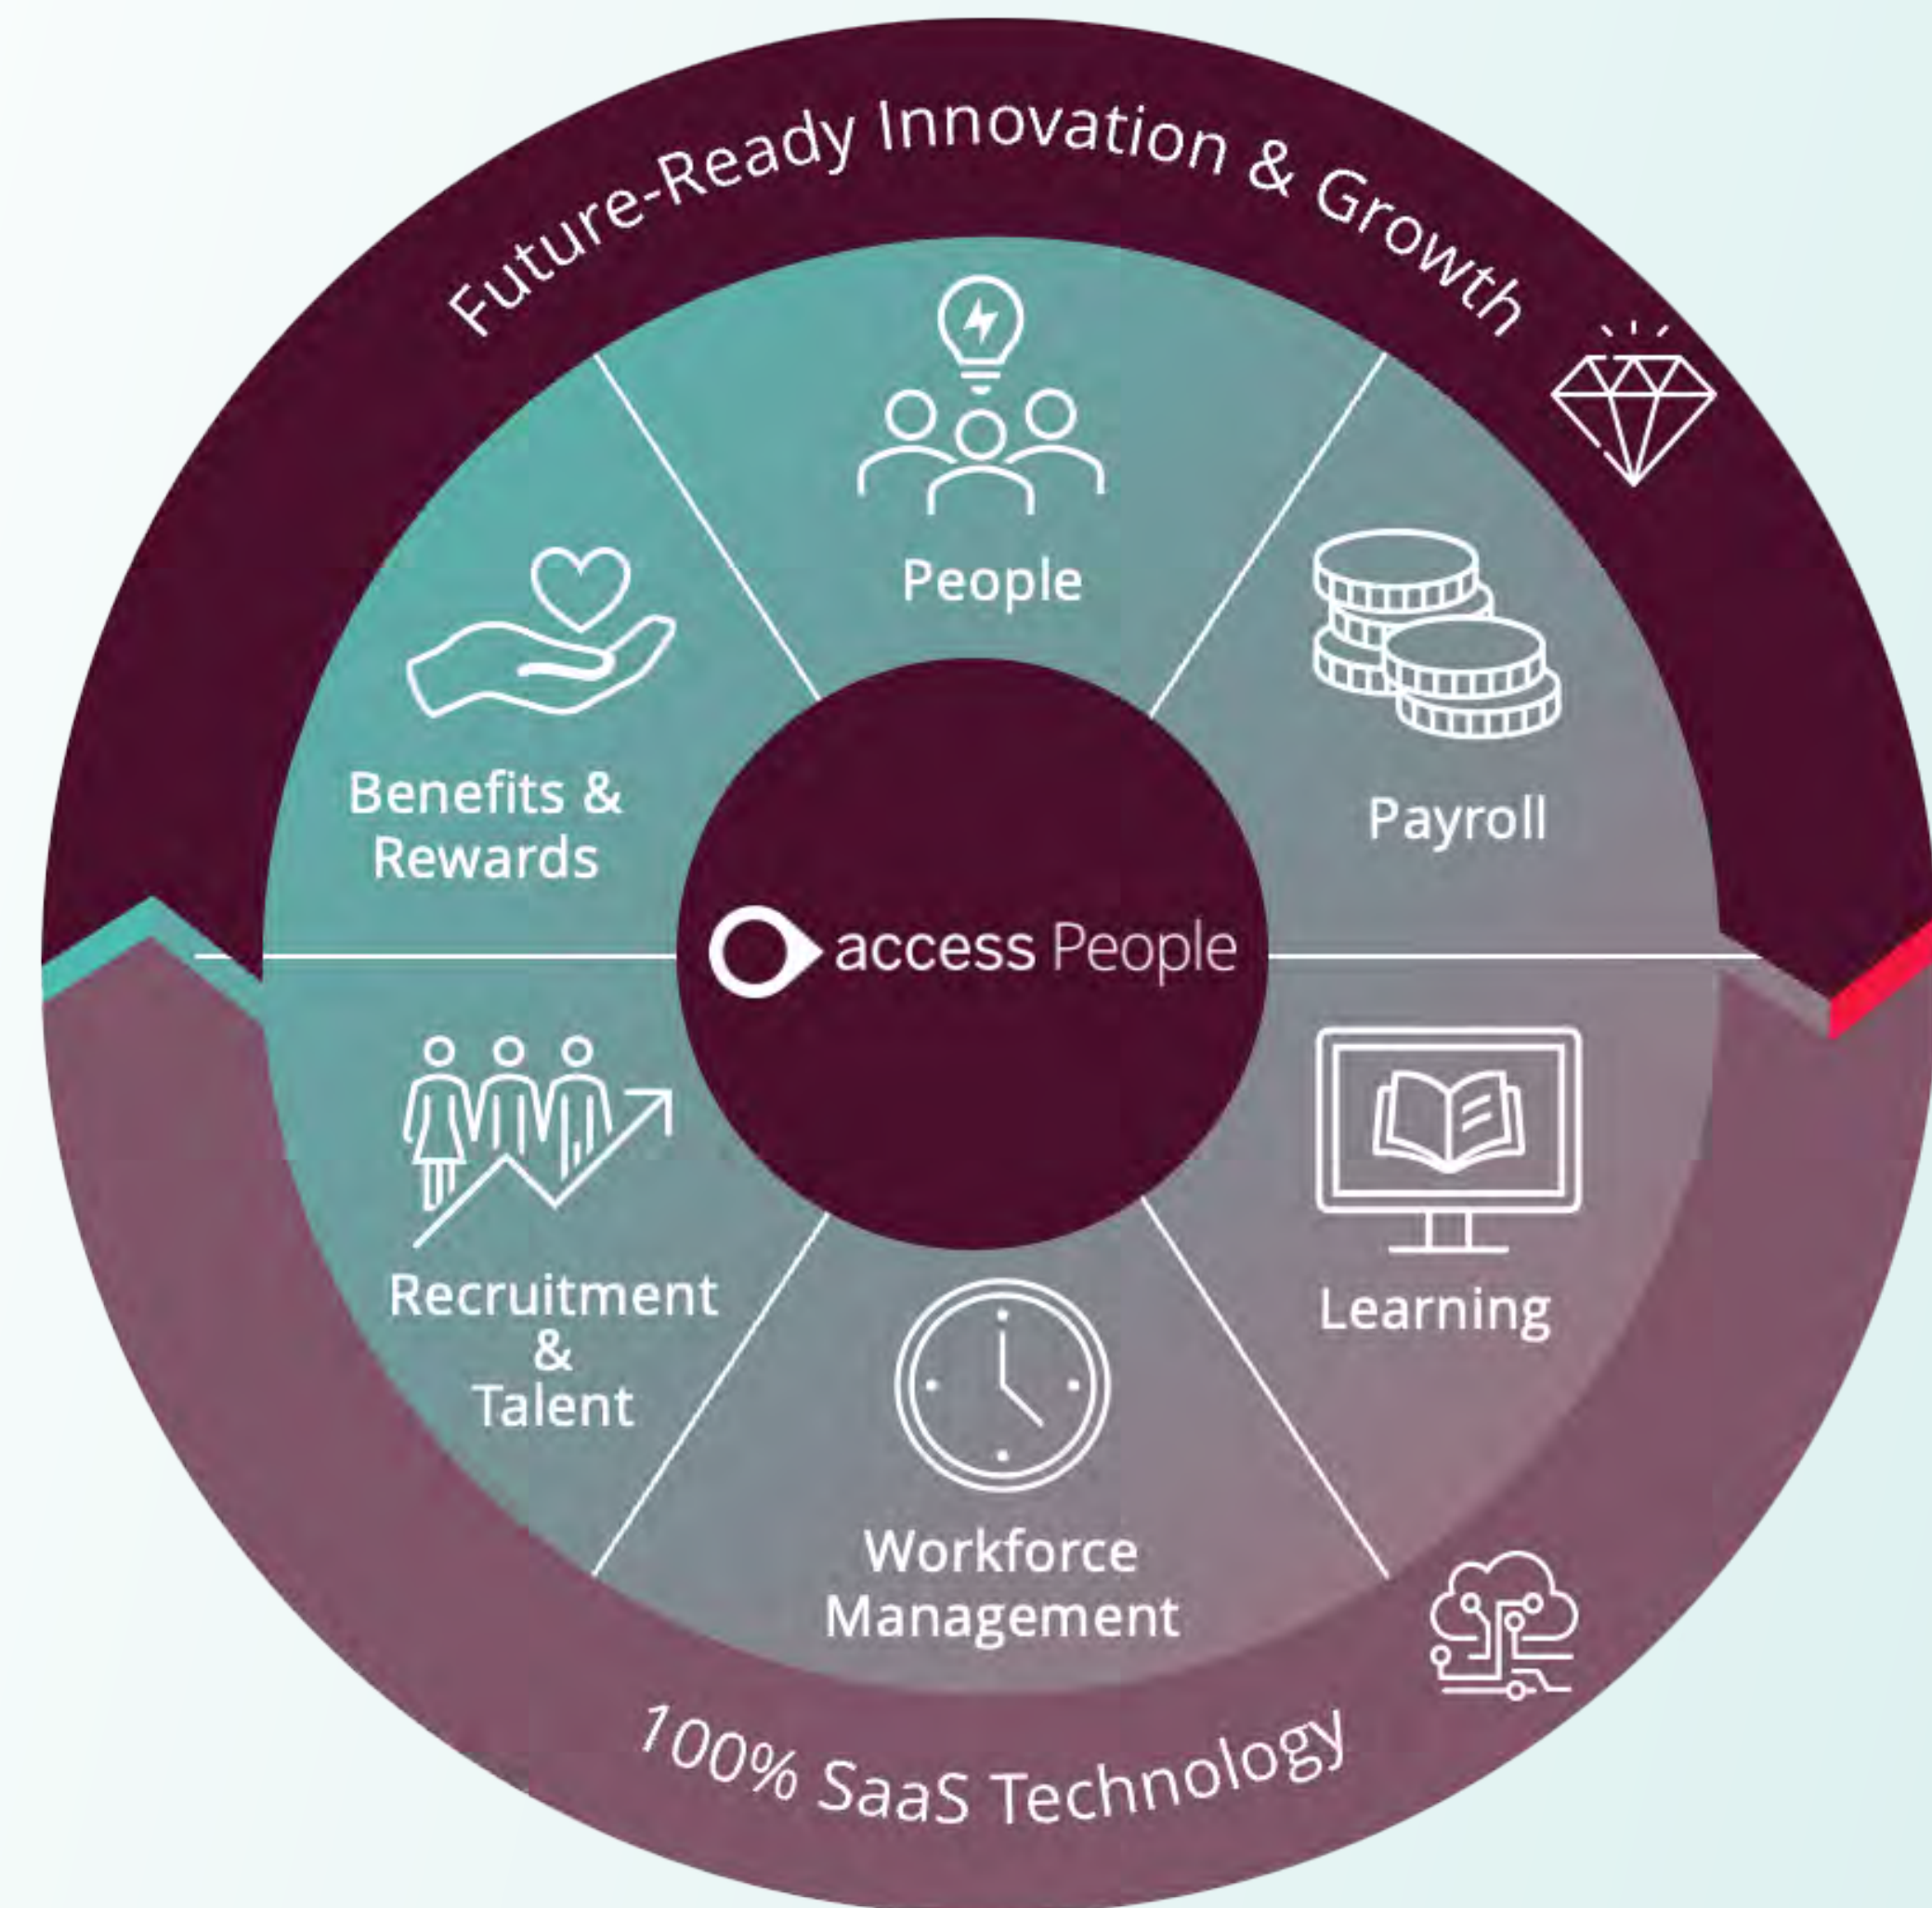 Future-Ready Innovation & Growth
People
Payroll
Benefits &
Rewards
access People
Recruitment
&
Talent
Learning
Workforce
Management
100% SaaS Technology